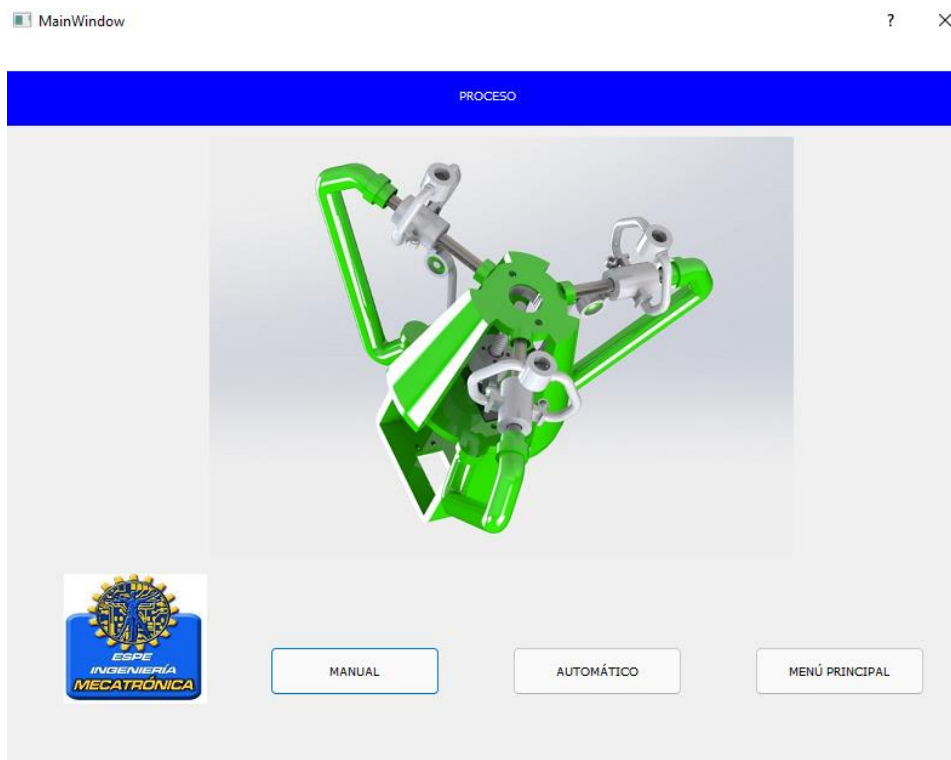 MainWindow
?
PROCESO
ESPE
INGENIERÍA
MECATRÓNICA
MANUAL
AUTOMÁTICO
MENÚ PRINCIPAL